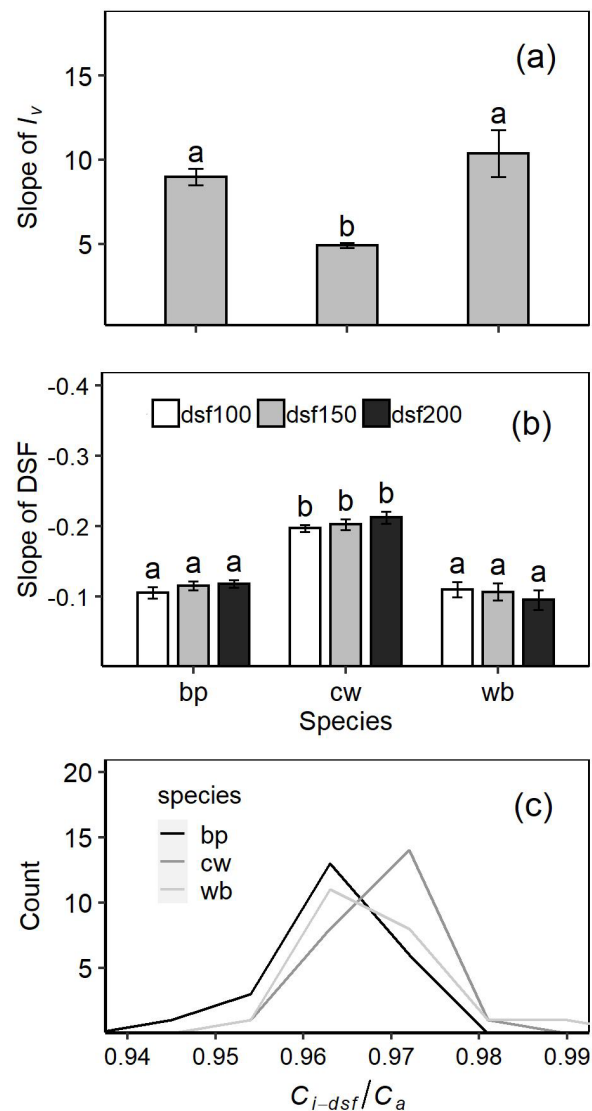 (a)
Slope of I_v
15
10
5
a
b
a
(b)
Slope of DSF
-0.4
-0.3
-0.2
-0.1
dsf100 dsf150 dsf200
a a a b b b a a a
bp cw wb
Species
(c)
Count
20
15
10
5
species
bp
cw
wb
0.94 0.95 0.96 0.97 0.98 0.99
C_i-dsf/C_a